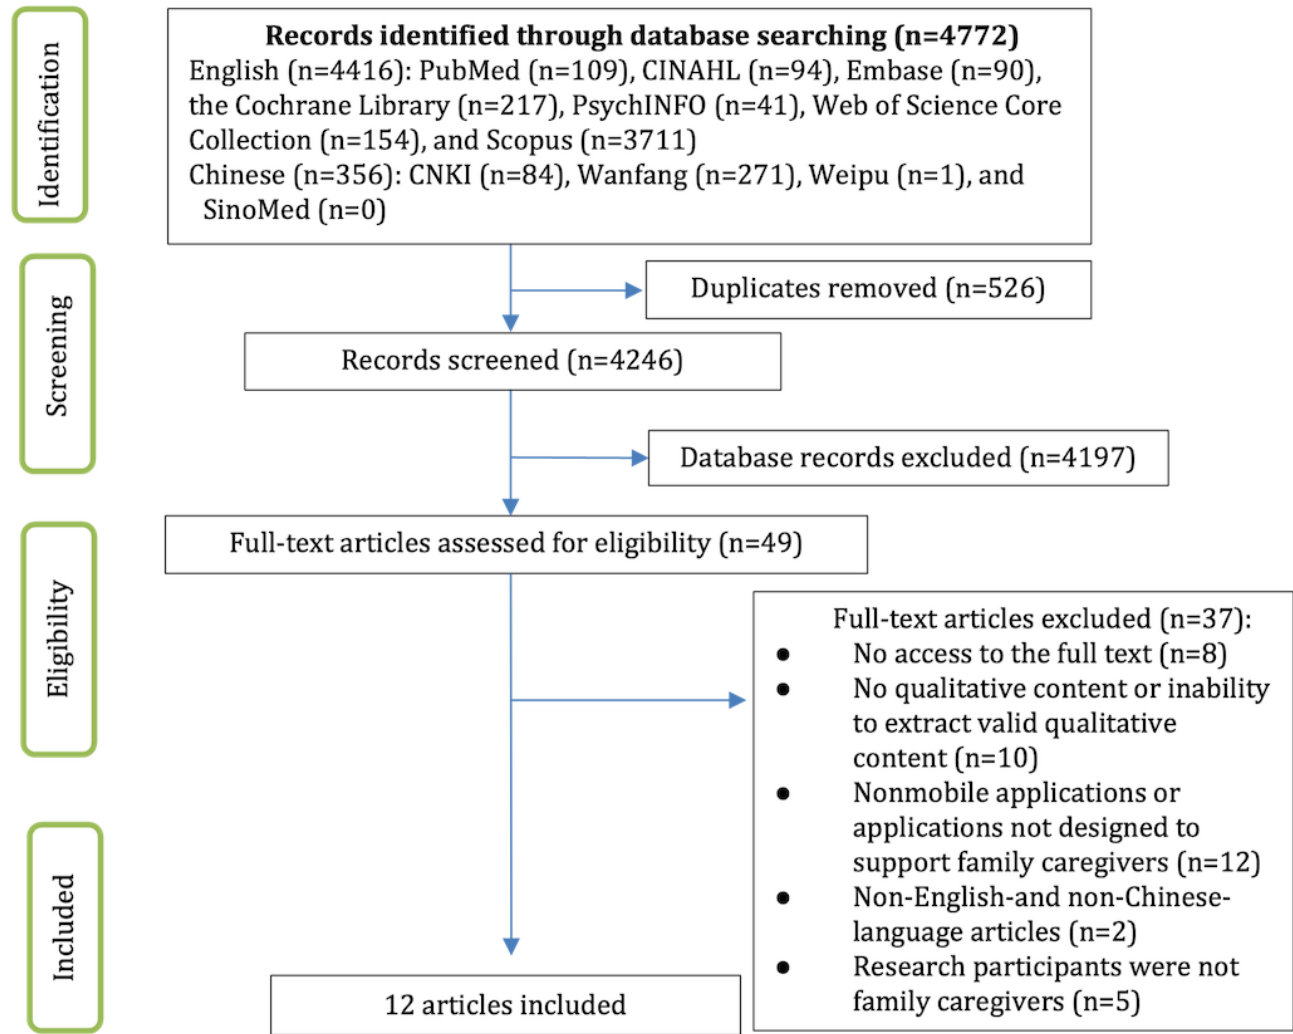 Identification
Records identified through database searching (n=4772)
English (n=4416): PubMed (n=109), CINAHL (n=94), Embase (n=90),
the Cochrane Library (n=217), PsychINFO (n=41), Web of Science Core
Collection (n=154), and Scopus (n=3711)
Chinese (n=356): CNKI (n=84), Wanfang (n=271), Weipu (n=1), and
SinoMed (n=0)
Screening
Duplicates removed (n=526)
Records screened (n=4246)
Database records excluded (n=4197)
Eligibility
Full-text articles assessed for eligibility (n=49)
Full-text articles excluded (n=37):
● No access to the full text (n=8)
● No qualitative content or inability
to extract valid qualitative
content (n=10)
● Nonmobile applications or
applications not designed to
support family caregivers (n=12)
● Non-English-and non-Chinese-
language articles (n=2)
● Research participants were not
family caregivers (n=5)
Included
12 articles included